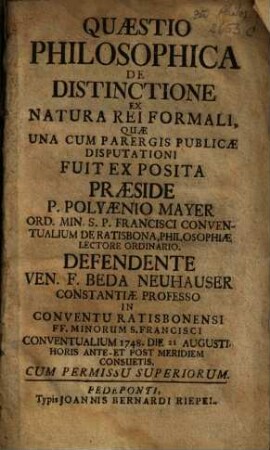 QUÆSTIO
PHILOSOPHICA
DE
DISTINCTIONE
EX
NATURA REI FORMALI,
QUÆ
UNA CUM PARERGIS PUBLICÆ
DISPUTATIONI
FUIT EX POSITA
PRÆSIDE
P. POLYÆNIO MAYER
ORD. MIN. S. P. FRANCISCI CONVEN-
TUALIUM DE RATISBONA, PHILOSOPHIÆ
LECTORE ORDINARIO.
DEFENDENTE
VEN. F. BEDA NEUHAUSER
CONSTANTIÆ PROFESSO
IN
CONVENTU RATISBONENSI
FF. MINORUM S. FRANCISCI
CONVENTUALIUM 1748. DIE 21 AUGUSTI.
HORIS ANTE-ET POST MERIDIEM
CONSUETIS.
CUM PERMISSU SUPERIORUM.
PEDEPONTI,
Typis JOANNIS BERNARDI RIEPEL.